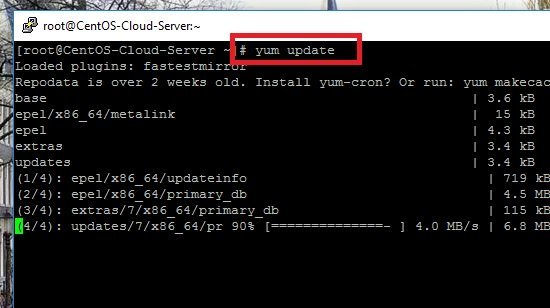 root@CentOS-Cloud-Server:~
[root@CentOS-Cloud-Server ~]# yum update
Loaded plugins: fastestmirror
Repodata is over 2 weeks old. Install yum-cron? Or run: yum makecac
base | 3.6 kB
epel/x86_64/metalink | 15 kB
epel | 4.3 kB
extras | 3.4 kB
updates | 3.4 kB
(1/4): epel/x86_64/updateinfo | 719 kB
(2/4): epel/x86_64/primary_db | 4.5 MB
(3/4): extras/7/x86_64/primary_db | 115 kB
(4/4): updates/7/x86_64/pr 90% [==============- ] 4.0 MB/s | 6.8 MB